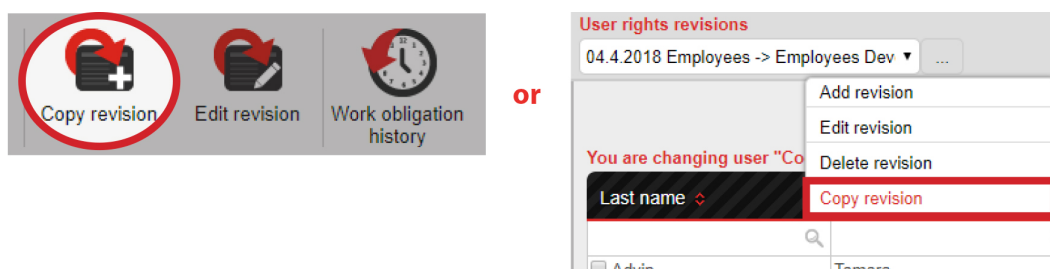 Copy revision
Edit revision
Work obligation
history
or
User rights revisions
04.4.2018 Employees -> Employees Dev
...
Add revision
Edit revision
Delete revision
Copy revision
You are changing user "Co
Last name